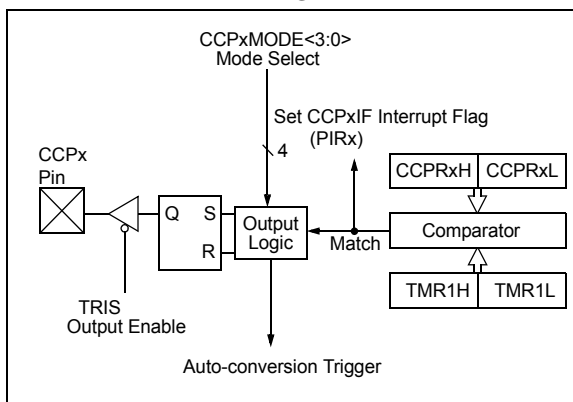 CCPxMODE<3:0>
Mode Select
Set CCPxIF Interrupt Flag
(PIRx)
4
CCPx
Pin
CCPRxH CCPRxL
Q S
R
Output
Logic
Match
Comparator
TRIS
Output Enable
TMR1H TMR1L
Auto-conversion Trigger